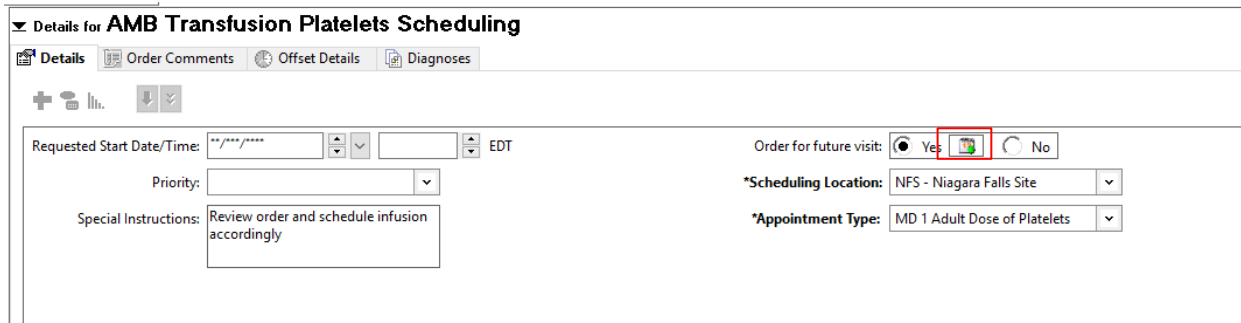 Details for AMB Transfusion Platelets Scheduling
Details Order Comments Offset Details Diagnoses
Requested Start Date/Time: **/***/**** EDT Order for future visit: Yes No
Priority: *Scheduling Location: NFS - Niagara Falls Site
Special Instructions: Review order and schedule infusion *Appointment Type: MD 1 Adult Dose of Platelets
accordingly